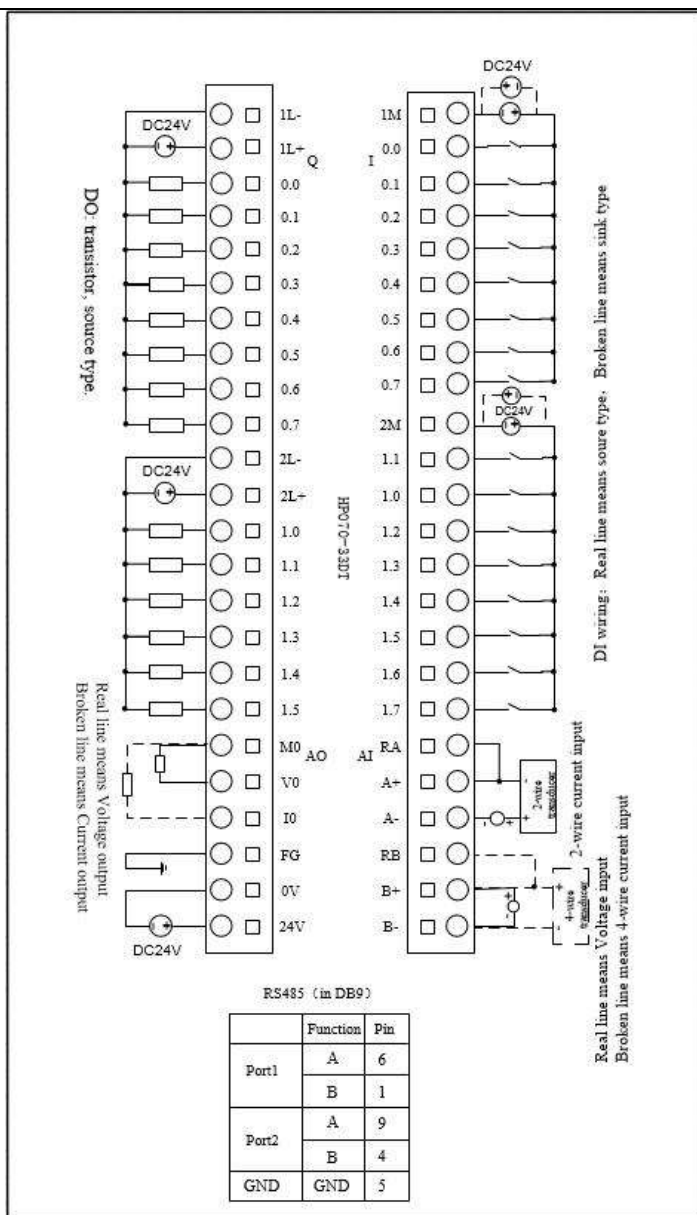 DC24V
1L-
DC24V
1L+
Q
0.0
0.1
0.2
0.3
0.4
0.5
0.6
0.7
2L-
DC24V
2L+
1.0
1.1
1.2
1.3
1.4
1.5
M0
AO
V0
I0
FG
0V
24V
DC24V
DO: transistor, source type.
Real line means Voltage output
Broken line means Current output
HP070-33DT
1M
0.0
I
0.1
0.2
0.3
0.4
0.5
0.6
0.7
DC24V
2M
1.1
1.0
1.2
1.3
1.4
1.5
1.6
1.7
AI
RA
A+
A-
RB
B+
B-
2-wire
transducer
2-wire current input
4-wire
transducer
DI wiring: Real line means soure type, Broken line means sink type
Real line means Voltage input
Broken line means 4-wire current input
RS485 (in DB9)
Function Pin
Port1 A 6
B 1
Port2 A 9
B 4
GND GND 5